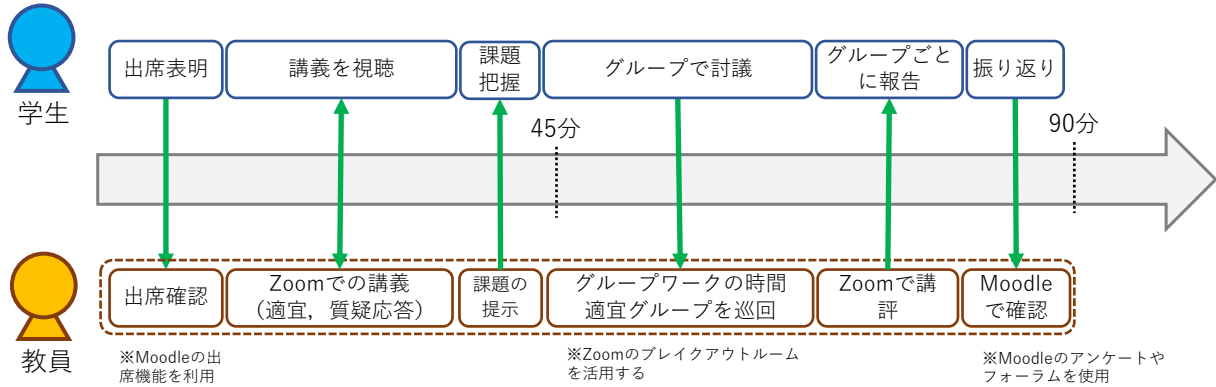 出席表明
講義を視聴
課題
把握
グループで討議
グループごと
に報告
振り返り
学生
45分
90分
出席確認
Zoomでの講義
(適宜，質疑応答)
課題の
提示
グループワークの時間
適宜グループを巡回
Zoomで講
評
Moodle
で確認
教員
※Moodleの出
席機能を利用
※Zoomのブレイクアウトルーム
を活用する
※Moodleのアンケートや
フォーラムを使用